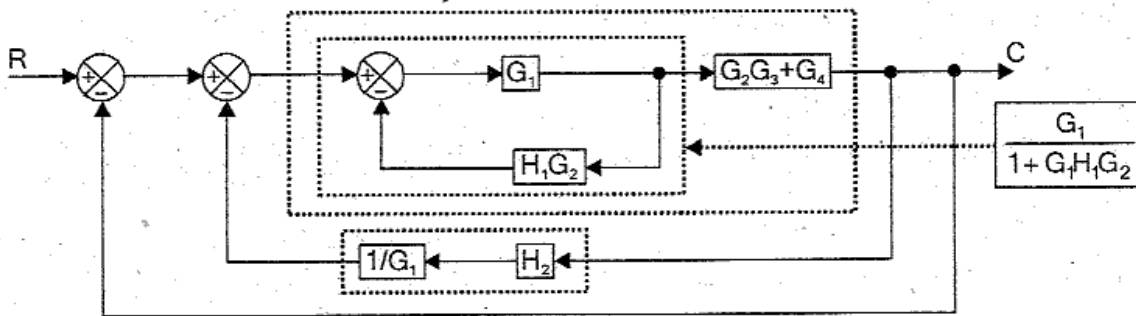 R
+
−
+
−
+
−
G₁
G₂G₃+G₄
C
H₁G₂
G₁
1+G₁H₁G₂
1/G₁
H₂